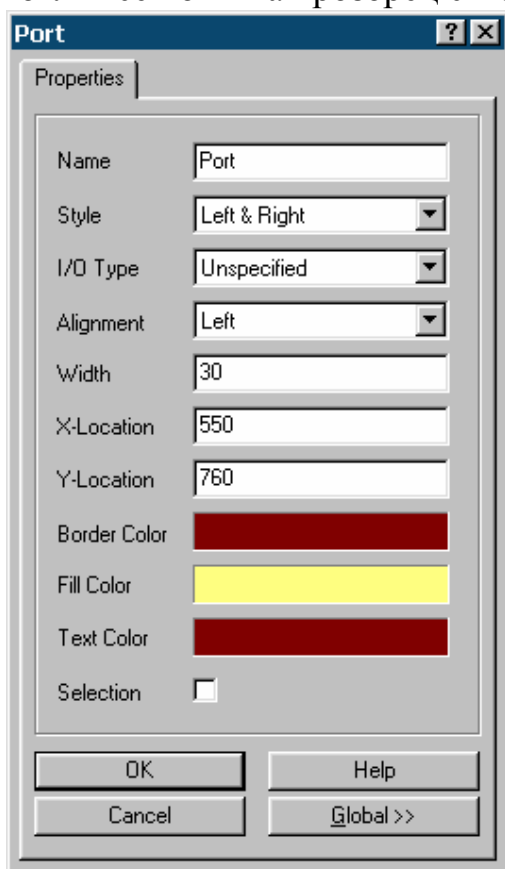 Port
Properties
Name Port
Style Left & Right
I/O Type Unspecified
Alignment Left
Width 30
X-Location 550
Y-Location 760
Border Color
Fill Color
Text Color
Selection
OK Help
Cancel Global >>